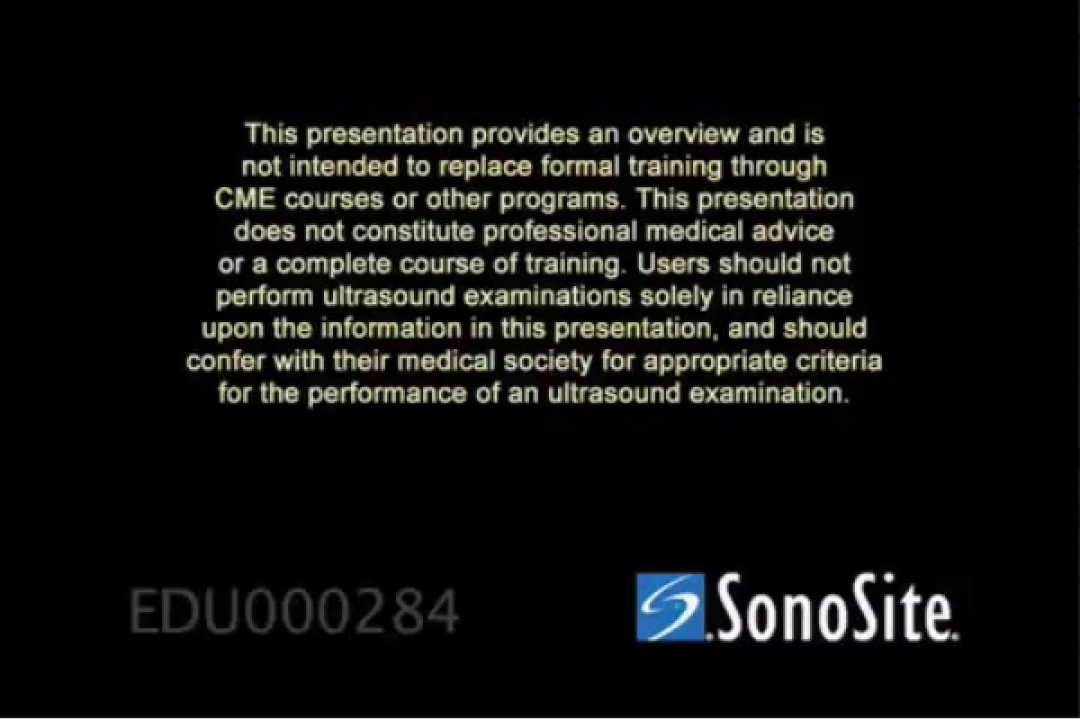 This presentation provides an overview and is
not intended to replace formal training through
CME courses or other programs. This presentation
does not constitute professional medical advice
or a complete course of training. Users should not
perform ultrasound examinations solely in reliance
upon the information in this presentation, and should
confer with their medical society for appropriate criteria
for the performance of an ultrasound examination.
EDU000284
SonoSite.